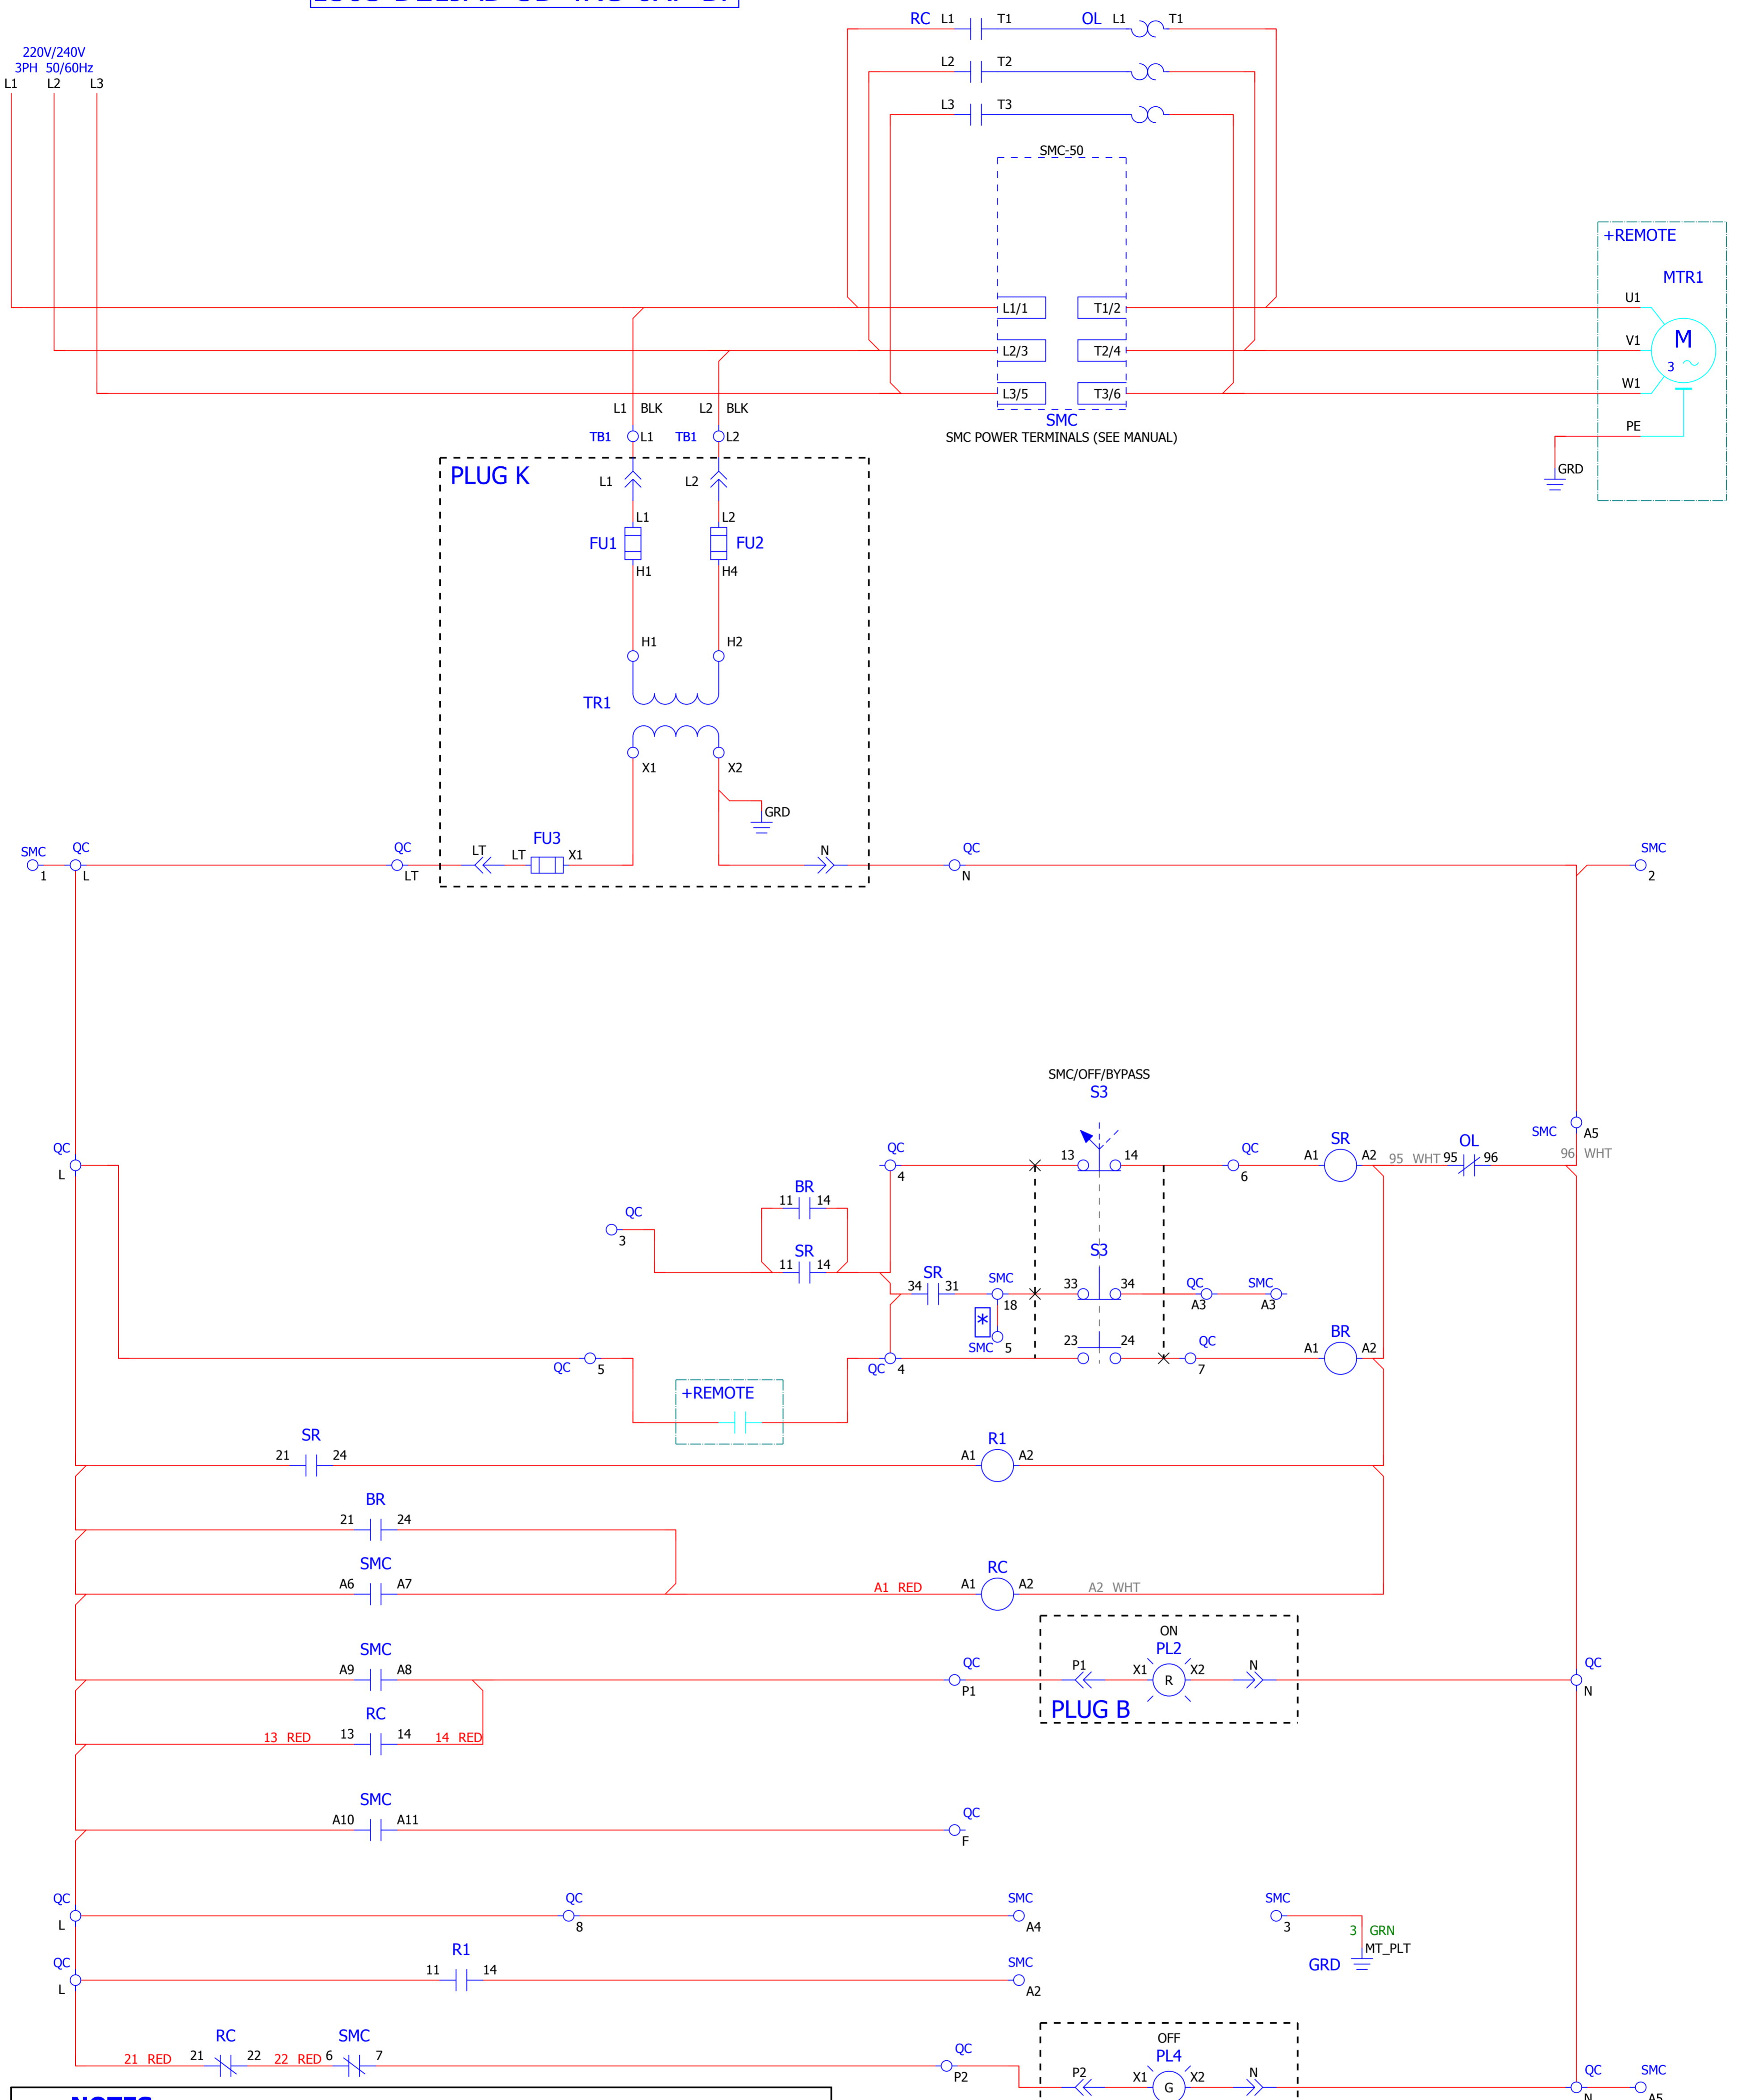 RC L1 T1 OL L1 T1
220V/240V
3PH 50/60Hz
L1 L2 L3
L2 T2
L3 T3
SMC-50
+REMOTE
MTR1
L1/1 T1/2 U1
L2/3 T2/4 V1 M
3
L3/5 T3/6 W1
L1 BLK L2 BLK
SMC
SMC POWER TERMINALS (SEE MANUAL)
PE
TB1 L1 TB1 L2
GRD
PLUG K
L1 L2
L1 L2
FU1 FU2
H1 H4
H1 H2
TR1
X1 X2
GRD
SMC QC QC LT LT FU3 X1 N QC SMC
1 L LT N 2
SMC/OFF/BYPASS
S3
SMC A5
QC QC 13 14 QC A1 SR A2 95 WHT 95 OL 96 96 WHT
L 4 6
BR
11 14
QC
3
SR
11 14
S3
SR
34 31 SMC 33 34 QC SMC
18 A3 A3
*
SMC 5 23 24 QC A1 BR A2
QC 5 QC 4 7
+REMOTE
SR R1
21 24 A1 A2
BR
21 24
SMC RC
A6 A7 A1 RED A1 A2 A2 WHT
ON
SMC PL2
A9 A8 QC P1 X1 R X2 N QC
P1 N
PLUG B
RC
13 RED 13 14 14 RED
SMC
A10 A11 QC
F
QC QC SMC SMC
L 8 A4 3
3 GRN
MT_PLT
GRD
R1
QC 11 14 SMC
L A2
OFF
RC SMC PL4
21 RED 21 22 22 RED 6 7 QC P2 X1 G X2 N QC SMC
P2 N A5